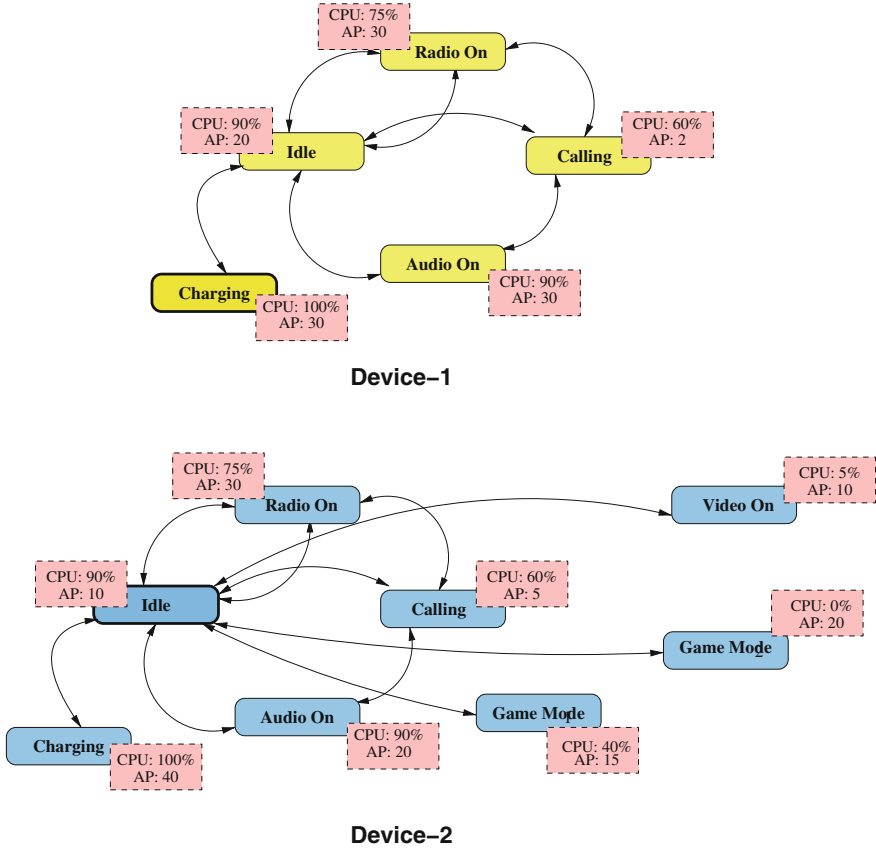 CPU: 75%
AP: 30
Radio On
CPU: 90%
AP: 20
Idle
CPU: 60%
AP: 2
Calling
Audio On
CPU: 90%
AP: 30
Charging
CPU: 100%
AP: 30
Device-1
CPU: 75%
AP: 30
Radio On
CPU: 5%
AP: 10
Video On
CPU: 90%
AP: 10
Idle
CPU: 60%
AP: 5
Calling
CPU: 0%
AP: 20
Game Mode
2
Audio On
CPU: 90%
AP: 20
Game Mode
1
CPU: 40%
AP: 15
Charging
CPU: 100%
AP: 40
Device-2